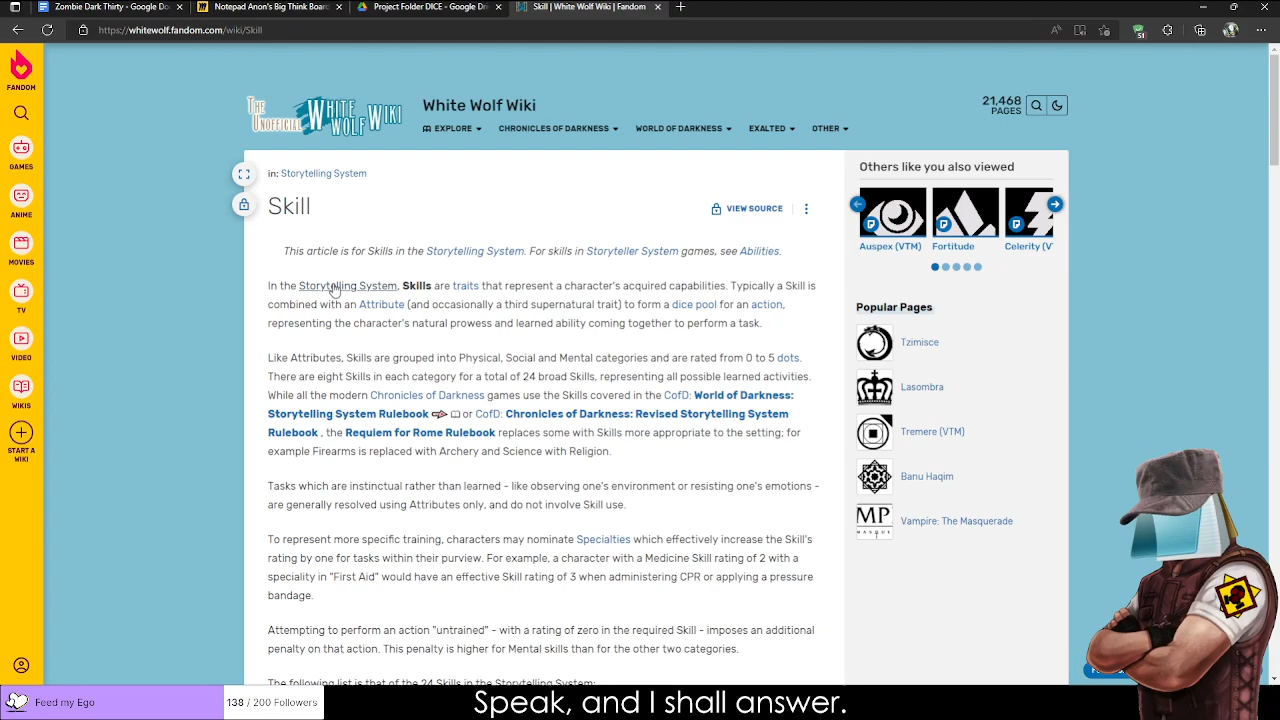 Zombie Dark Thirty - Google Do
Notepad Anon's Big Think Board
Project Folder DICE - Google Dr
Skill | White Wolf Wiki | Fandom
https://whitewolf.fandom.com/wiki/Skill
FANDOM
GAMES
ANIME
MOVIES
TV
VIDEO
WIKIS
START A
WIKI
THE UNOFFICIAL WHITE WOLF WIKI
White Wolf Wiki
EXPLORE
CHRONICLES OF DARKNESS
WORLD OF DARKNESS
EXALTED
OTHER
21,468
PAGES
in: Storytelling System
Skill
VIEW SOURCE
This article is for Skills in the Storytelling System. For skills in Storyteller System games, see Abilities.
In the Storytelling System, Skills are traits that represent a character's acquired capabilities. Typically a Skill is
combined with an Attribute (and occasionally a third supernatural trait) to form a dice pool for an action,
representing the character's natural prowess and learned ability coming together to perform a task.
Like Attributes, Skills are grouped into Physical, Social and Mental categories and are rated from 0 to 5 dots.
There are eight Skills in each category for a total of 24 broad Skills, representing all possible learned activities.
While all the modern Chronicles of Darkness games use the Skills covered in the CofD: World of Darkness:
Storytelling System Rulebook or CofD: Chronicles of Darkness: Revised Storytelling System
Rulebook , the Requiem for Rome Rulebook replaces some with Skills more appropriate to the setting; for
example Firearms is replaced with Archery and Science with Religion.
Tasks which are instinctual rather than learned - like observing one's environment or resisting one's emotions -
are generally resolved using Attributes only, and do not involve Skill use.
To represent more specific training, characters may nominate Specialties which effectively increase the Skill's
rating by one for tasks within their purview. For example, a character with a Medicine Skill rating of 2 with a
speciality in "First Aid" would have an effective Skill rating of 3 when administering CPR or applying a pressure
bandage.
Attempting to perform an action "untrained" - with a rating of zero in the required Skill - imposes an additional
penalty on that action. This penalty is higher for Mental skills than for the other two categories.
The following list is that of the 24 Skills in the Storytelling System:
Others like you also viewed
Auspex (VTM)
Fortitude
Celerity (V
Popular Pages
Tzimisce
Lasombra
Tremere (VTM)
Banu Haqim
Vampire: The Masquerade
Feed my Ego
138 / 200 Followers
Speak, and I shall answer.